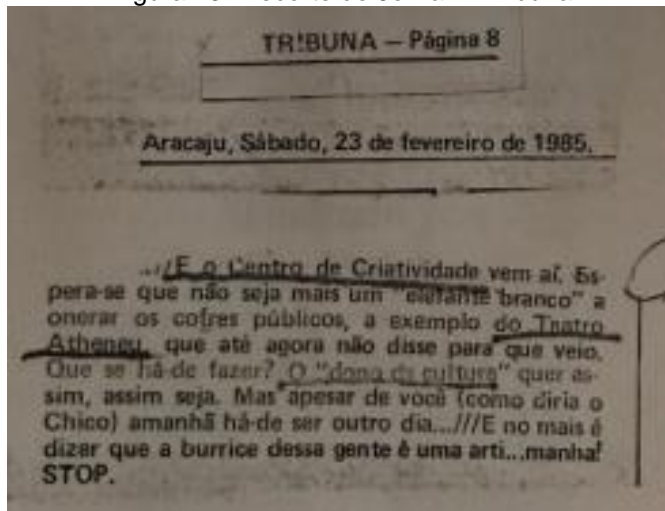 TRIBUNA – Página 8
Aracaju, Sábado, 23 de fevereiro de 1985.
...///E o Centro de Criatividade vem aí. Es-
pera-se que não seja mais um "elefante branco" a
onerar os cofres públicos, a exemplo do Teatro
Atheneu, que até agora não disse para que veio.
Que se há-de fazer? O "dono da cultura" quer as-
sim, assim seja. Mas apesar de você (como diria o
Chico) amanhã há-de ser outro dia...///E no mais é
dizer que a burrice dessa gente é uma arti...manha!
STOP.